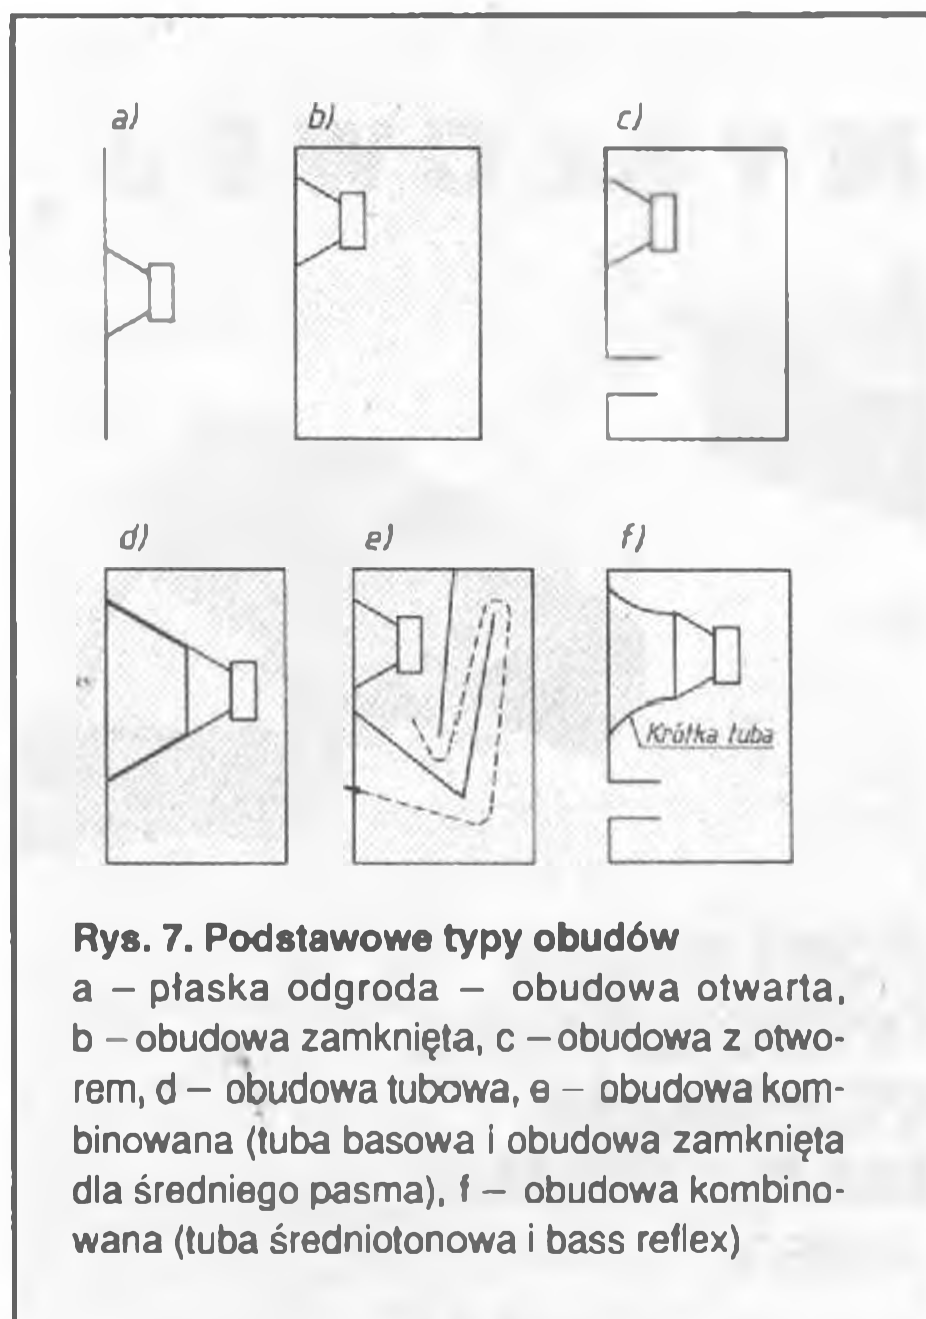 a)
b)
c)
d)
e)
f)
Krótka tuba
Rys. 7. Podstawowe typy obudów
a – płaska odgroda – obudowa otwarta,
b – obudowa zamknięta, c – obudowa z otwo-
rem, d – obudowa tubowa, e – obudowa kom-
binowana (tuba basowa i obudowa zamknięta
dla średniego pasma), f – obudowa kombino-
wana (tuba średniotonowa i bass reflex)